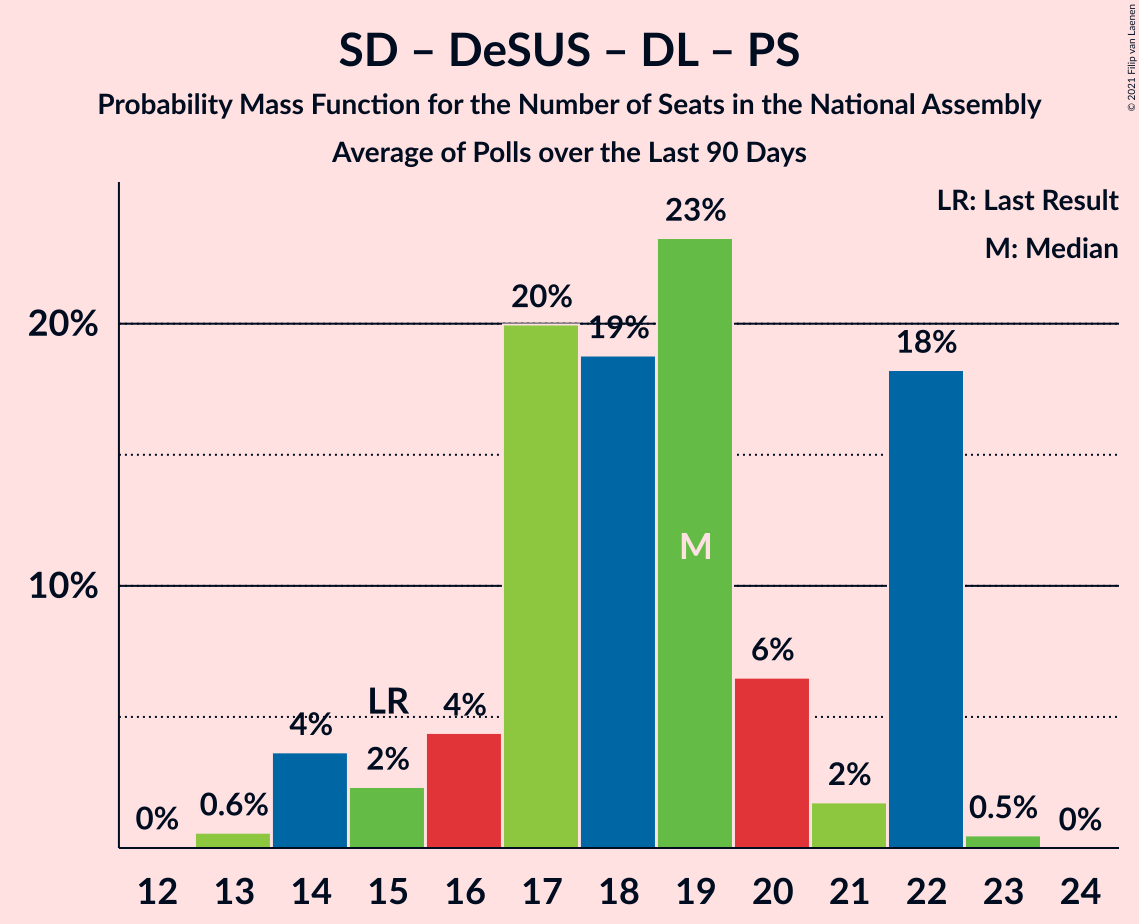 SD – DeSUS – DL – PS
Probability Mass Function for the Number of Seats in the National Assembly
Average of Polls over the Last 90 Days
© 2021 Filip van Laenen
LR: Last Result
M: Median
23%
20%
20%
19%
18%
M
10%
6%
LR
4%
4%
2%
2%
0.6%
0.5%
0%
0%
12 13 14 15 16 17 18 19 20 21 22 23 24